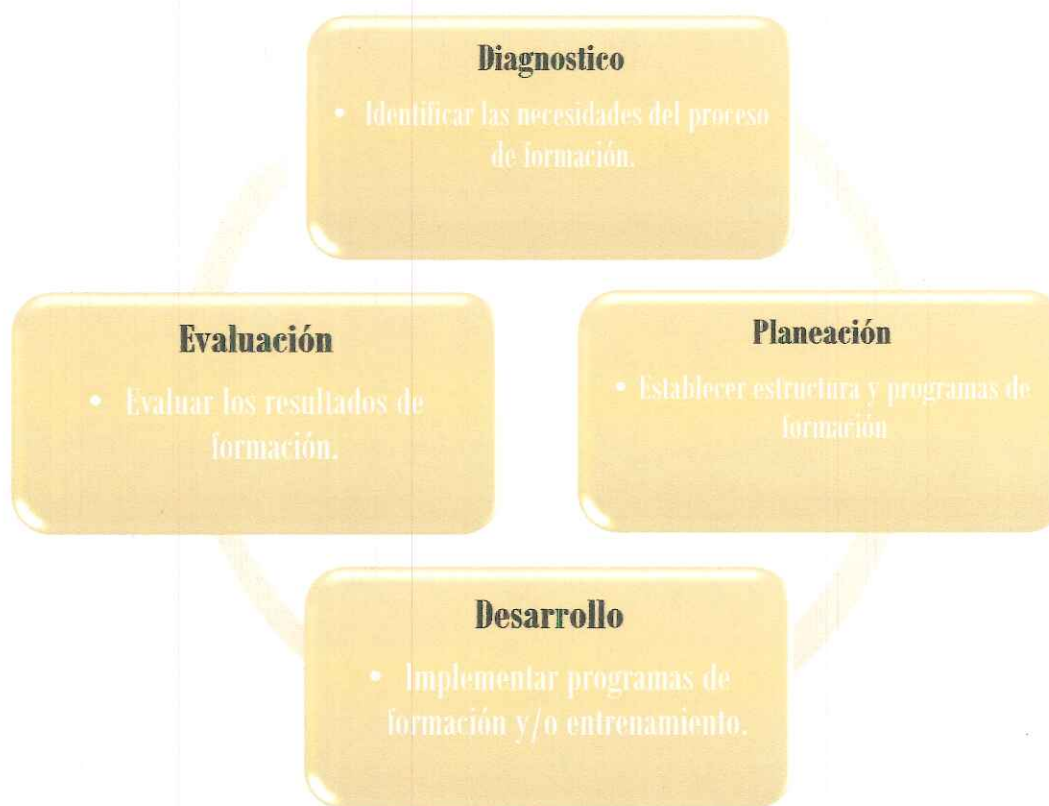 Diagnostico
• Identificar las necesidades del proceso
de formación.
Planeación
• Establecer estructura y programas de
formación
Desarrollo
• Implementar programas de
formación y/o entrenamiento.
Evaluación
• Evaluar los resultados de
formación.